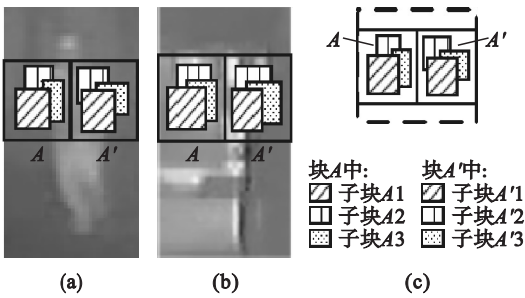 A A'
A A'
A A'
块A中: 块A'中:
子块A1 子块A'1
子块A2 子块A'2
子块A3 子块A'3
(a) (b) (c)